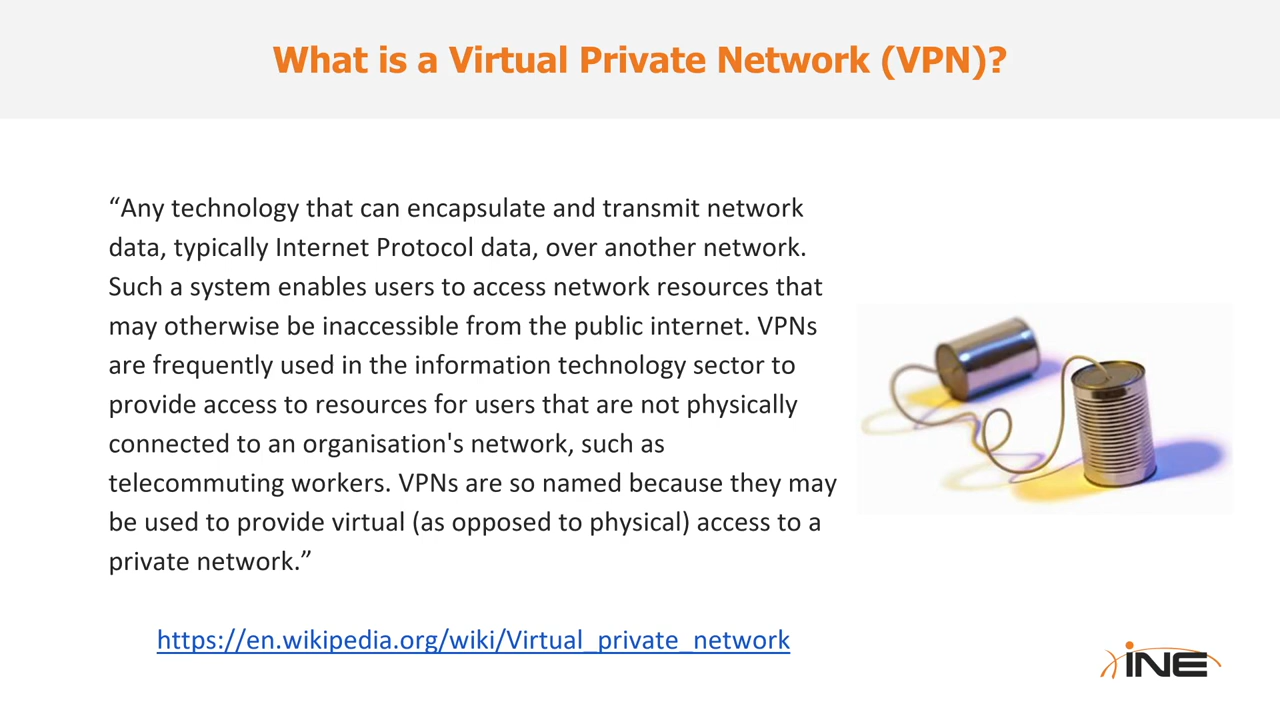 What is a Virtual Private Network (VPN)?
“Any technology that can encapsulate and transmit network
data, typically Internet Protocol data, over another network.
Such a system enables users to access network resources that
may otherwise be inaccessible from the public internet. VPNs
are frequently used in the information technology sector to
provide access to resources for users that are not physically
connected to an organisation's network, such as
telecommuting workers. VPNs are so named because they may
be used to provide virtual (as opposed to physical) access to a
private network.”
https://en.wikipedia.org/wiki/Virtual_private_network
iNE